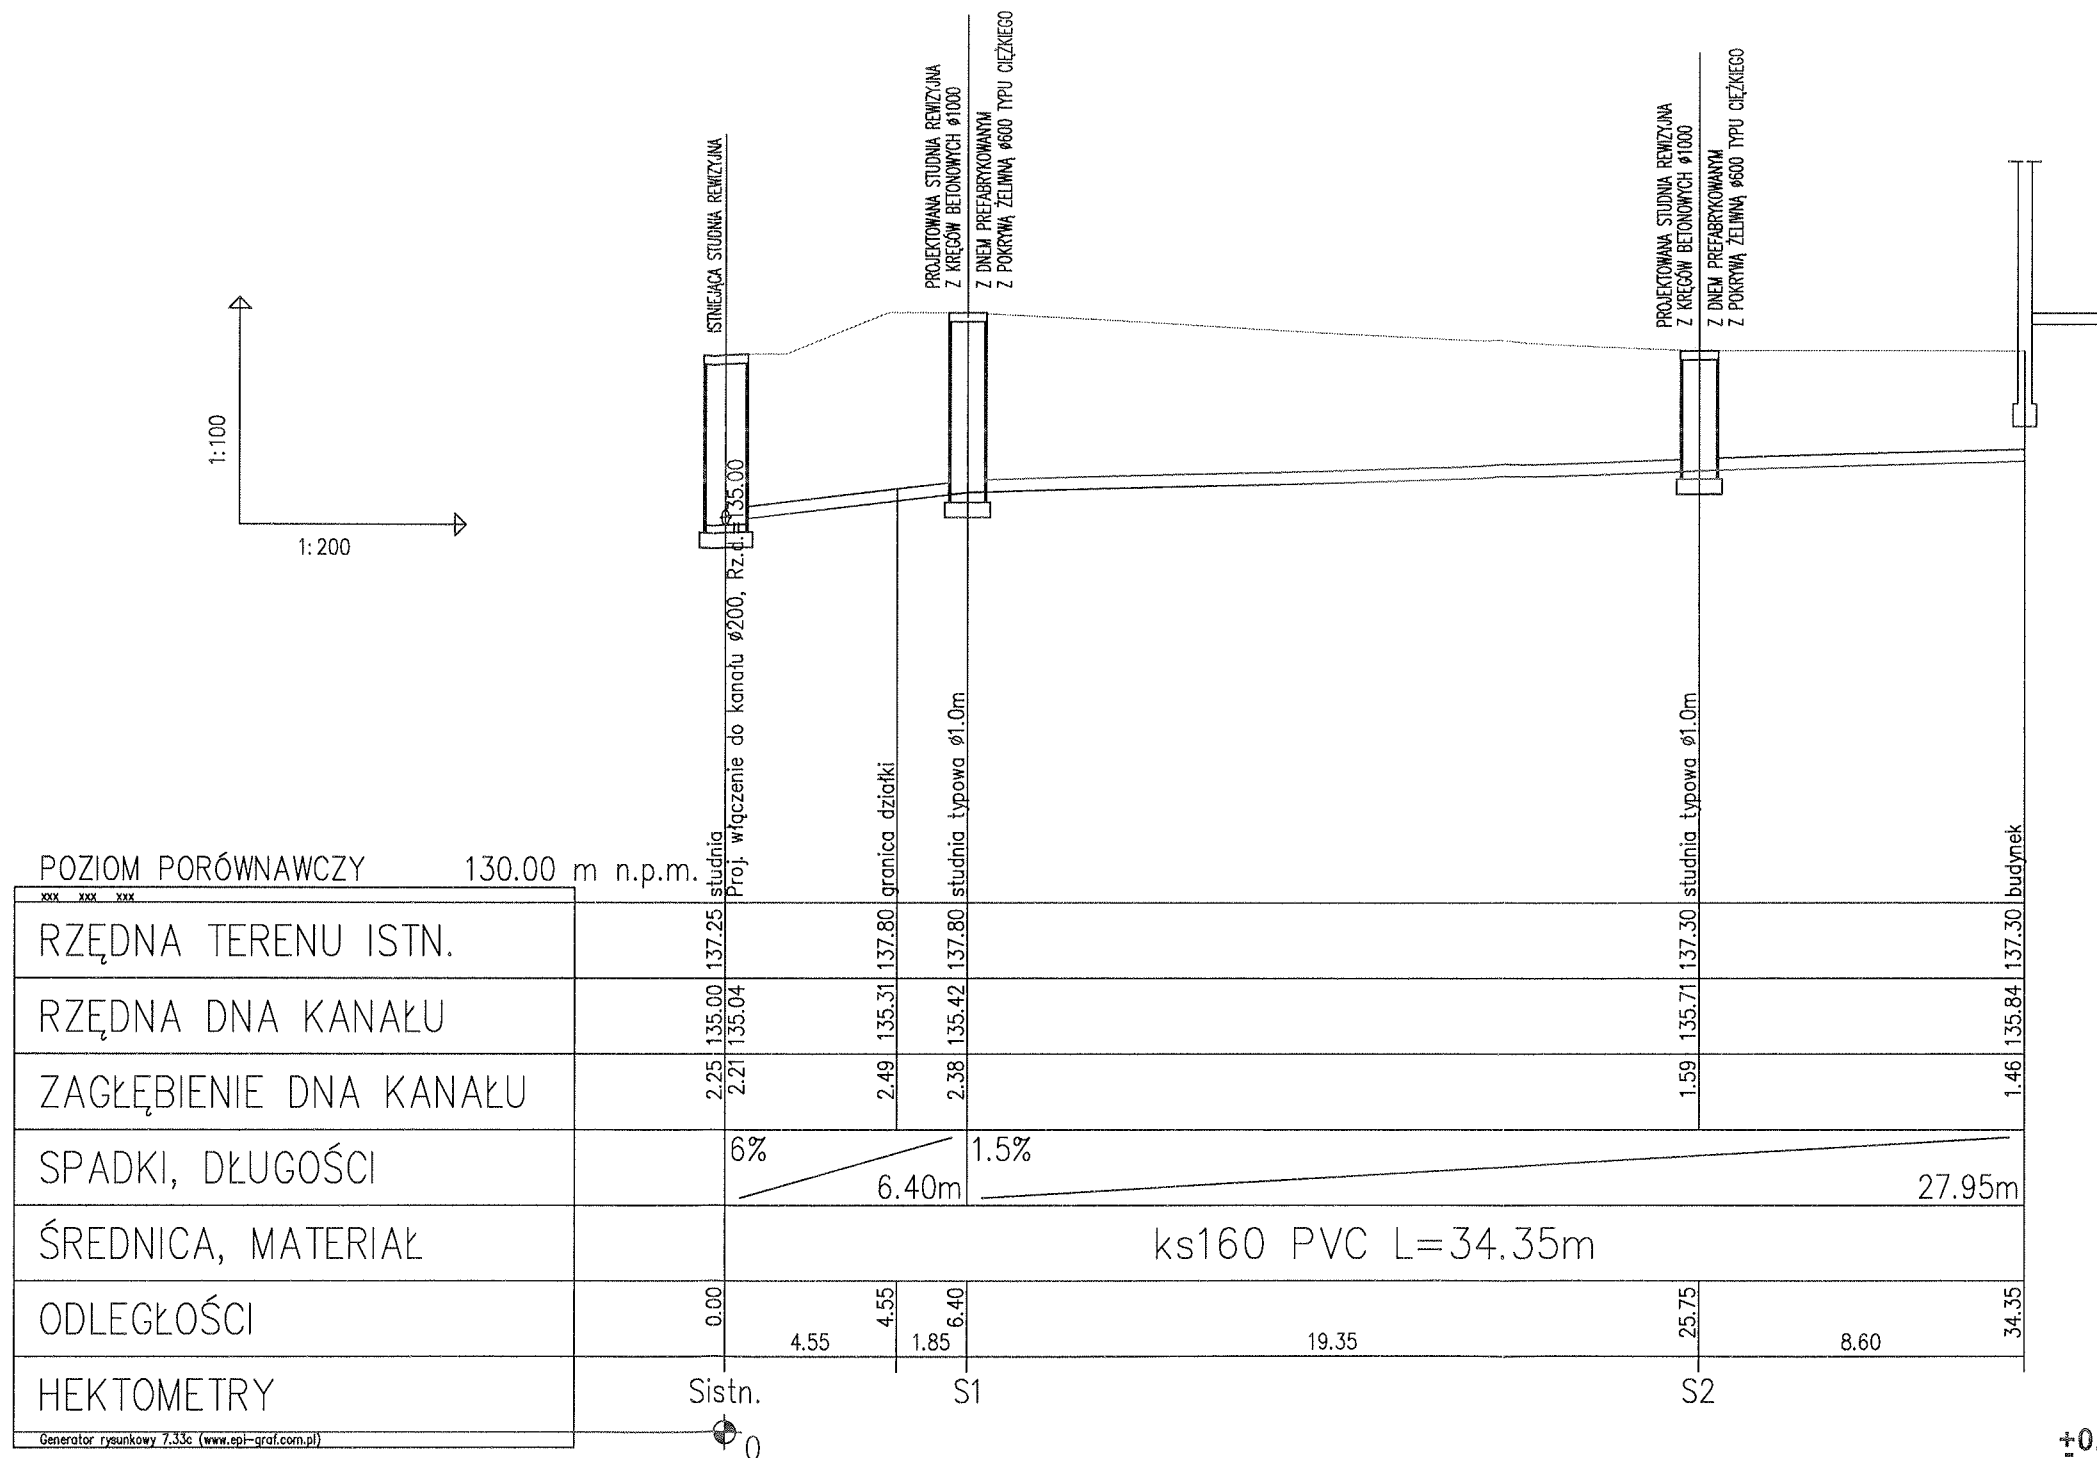 ISTNIEJĄCA STUDNIA REWIZYJNA
PROJEKTOWANA STUDNIA REWIZYJNA
Z KRĘGÓW BETONOWYCH ø1000
Z DNEM PREFABRYKOWANYM
Z POKRYWĄ ŻELIWNĄ ø600 TYPU CIĘŻKIEGO
PROJEKTOWANA STUDNIA REWIZYJNA
Z KRĘGÓW BETONOWYCH ø1000
Z DNEM PREFABRYKOWANYM
Z POKRYWĄ ŻELIWNĄ ø600 TYPU CIĘŻKIEGO
1:100
1:200
studnia
Proj. włączenie do kanału ø200, Rz.d.=135.00
granica działki
studnia typowa ø1.0m
studnia typowa ø1.0m
budynek
POZIOM PORÓWNAWCZY 130.00 m n.p.m.
xxx xxx xxx
RZĘDNA TERENU ISTN. 137.25 137.80 137.80 137.30 137.30
RZĘDNA DNA KANAŁU 135.00 135.04 135.31 135.42 135.71 135.84
ZAGŁĘBIENIE DNA KANAŁU 2.25 2.21 2.49 2.38 1.59 1.46
SPADKI, DŁUGOŚCI 6% 6.40m 1.5% 27.95m
ŚREDNICA, MATERIAŁ ks160 PVC L=34.35m
ODLEGŁOŚCI 0.00 4.55 6.40 25.75 34.35
4.55 1.85 19.35 8.60
HEKTOMETRY Sistn. S1 S2
Generator rysunkowy 7.33c (www.epi-graf.com.pl)
0
±0.